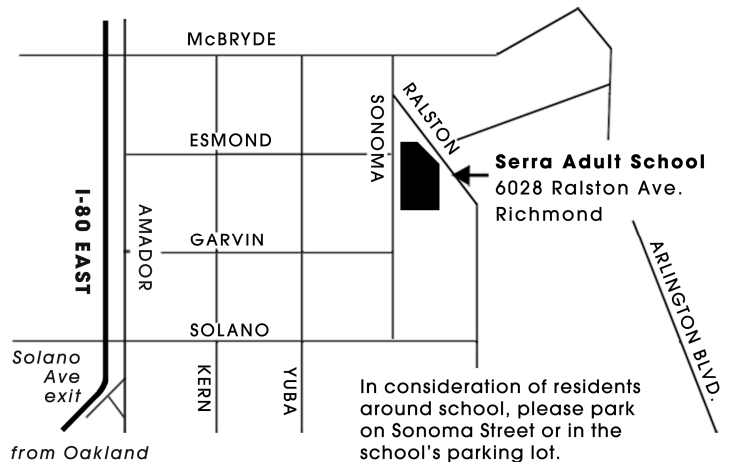 McBRYDE
SONOMA
RALSTON
ESMOND
Serra Adult School
6028 Ralston Ave.
Richmond
I-80 EAST
AMADOR
GARVIN
ARLINGTON BLVD.
SOLANO
Solano
Ave
exit
KERN
YUBA
In consideration of residents
around school, please park
on Sonoma Street or in the
school's parking lot.
from Oakland